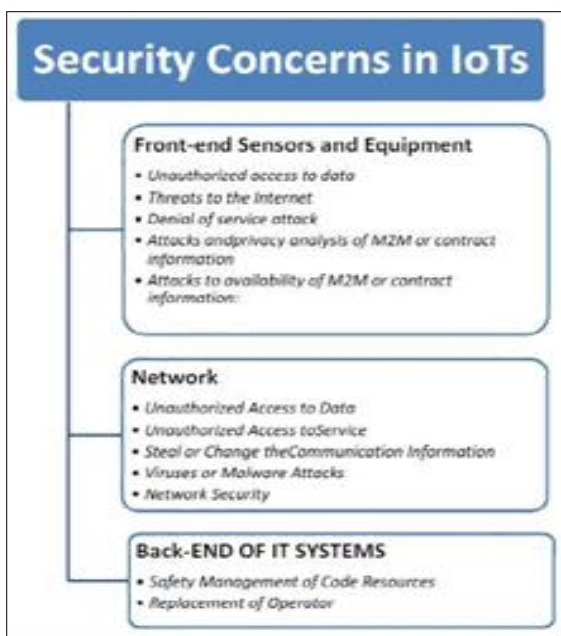 Security Concerns in IoTs
Front-end Sensors and Equipment
• Unauthorized access to data
• Threats to the Internet
• Denial of service attack
• Attacks andprivacy analysis of M2M or contract
information
• Attacks to availability of M2M or contract
information:
Network
• Unauthorized Access to Data
• Unauthorized Access toService
• Steal or Change theCommunication Information
• Viruses or Malware Attacks
• Network Security
Back-END OF IT SYSTEMS
• Safety Management of Code Resources
• Replacement of Operator